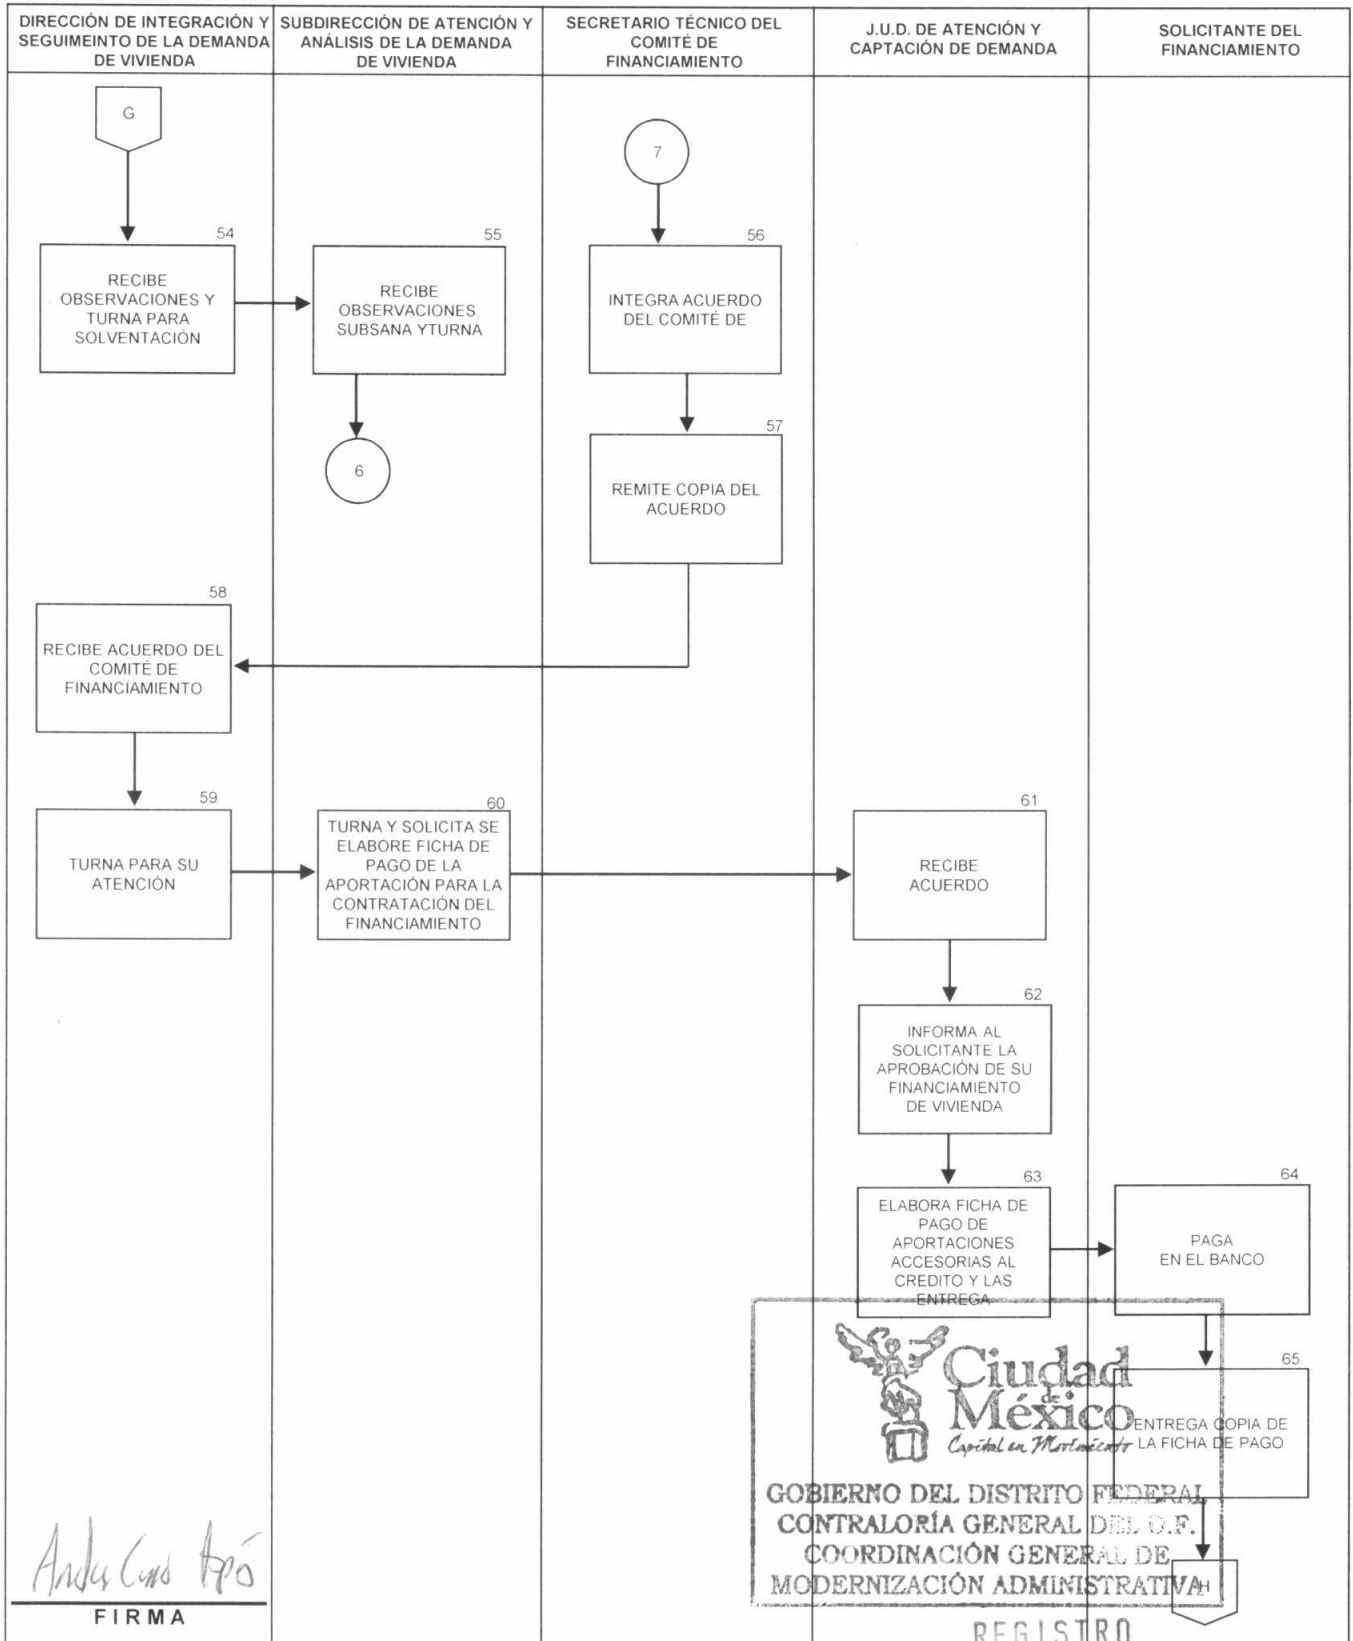 DIRECCIÓN DE INTEGRACIÓN Y
SEGUIMEINTO DE LA DEMANDA
DE VIVIENDA
SUBDIRECCIÓN DE ATENCIÓN Y
ANÁLISIS DE LA DEMANDA
DE VIVIENDA
SECRETARIO TÉCNICO DEL
COMITÉ DE
FINANCIAMIENTO
J.U.D. DE ATENCIÓN Y
CAPTACIÓN DE DEMANDA
SOLICITANTE DEL
FINANCIAMIENTO
G
7
54
RECIBE
OBSERVACIONES Y
TURNA PARA
SOLVENTACIÓN
55
RECIBE
OBSERVACIONES,
SUBSANA YTURNA
56
INTEGRA ACUERDO
DEL COMITÉ DE
6
57
REMITE COPIA DEL
ACUERDO
58
RECIBE ACUERDO DEL
COMITÉ DE
FINANCIAMIENTO
59
TURNA PARA SU
ATENCIÓN
60
TURNA Y SOLICITA SE
ELABORE FICHA DE
PAGO DE LA
APORTACIÓN PARA LA
CONTRATACIÓN DEL
FINANCIAMIENTO
61
RECIBE
ACUERDO
62
INFORMA AL
SOLICITANTE LA
APROBACIÓN DE SU
FINANCIAMIENTO
DE VIVIENDA
63
ELABORA FICHA DE
PAGO DE
APORTACIONES
ACCESORIAS AL
CREDITO Y LAS
ENTREGA
64
PAGA
EN EL BANCO
65
ENTREGA COPIA DE
LA FICHA DE PAGO
H
Ciudad
de
México
Capital en Movimiento
GOBIERNO DEL DISTRITO FEDERAL
CONTRALORÍA GENERAL DEL D.F.
COORDINACIÓN GENERAL DE
MODERNIZACIÓN ADMINISTRATIVA
REGISTRO
FIRMA